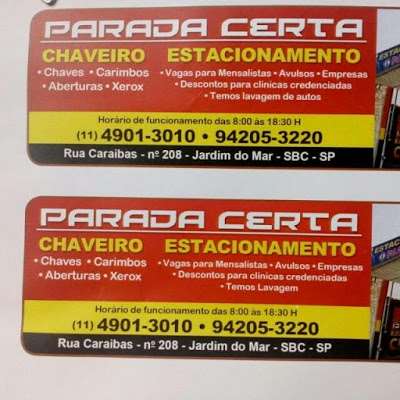 PARADA CERTA
CHAVEIRO ESTACIONAMENTO
• Chaves • Carimbos • Vagas para Mensalistas • Avulsos • Empresas
• Aberturas • Xerox • Descontos para clínicas credenciadas
• Temos lavagem de autos
Horário de funcionamento das 8:00 às 18:30 H
(11) 4901-3010 • 94205-3220
Rua Caraibas - nº 208 - Jardim do Mar - SBC - SP
PARADA CERTA
CHAVEIRO ESTACIONAMENTO
• Chaves • Carimbos • Vagas para Mensalistas • Avulsos • Empresas
• Aberturas • Xerox • Descontos para clínicas credenciadas
• Temos Lavagem
Horário de funcionamento das 8:00 às 18:30 H
(11) 4901-3010 • 94205-3220
Rua Caraibas - nº 208 - Jardim do Mar - SBC - SP